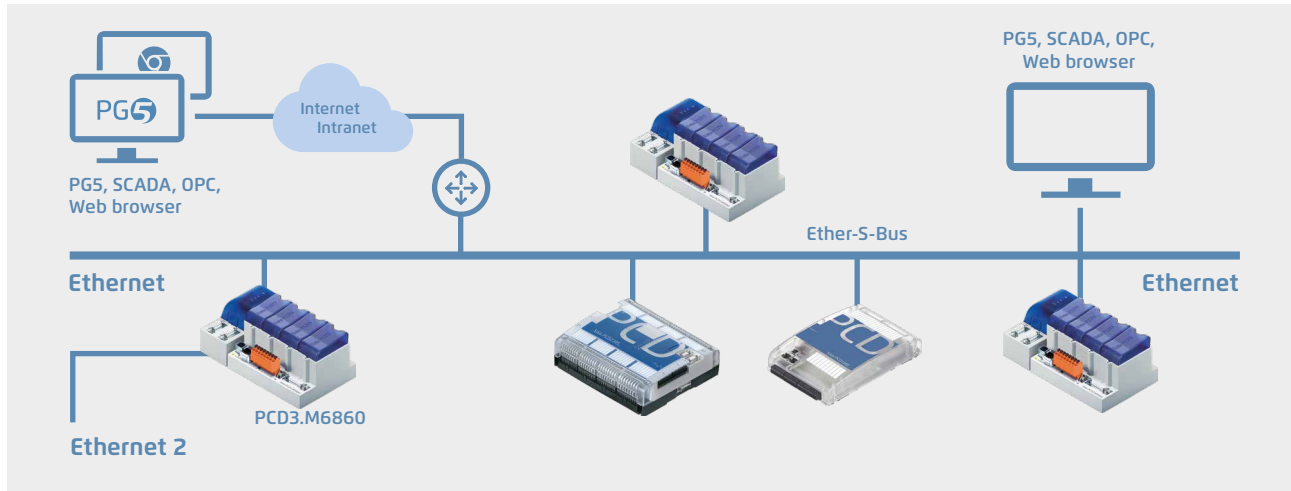 PG5
PG5, SCADA, OPC,
Web browser
Internet
Intranet
PG5, SCADA, OPC,
Web browser
Ether-S-Bus
Ethernet
Ethernet
PCD
PCD
PCD3.M6860
Ethernet 2